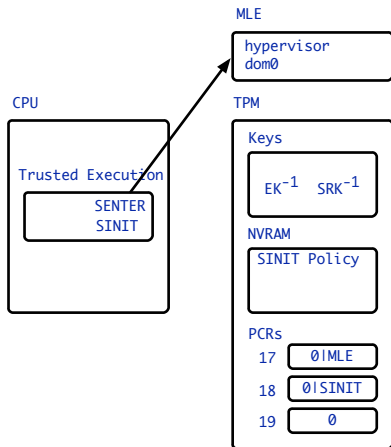 MLE
hypervisor
dom0
CPU
TPM
Trusted Execution
SENTER
SINIT
Keys
EK-1 SRK-1
NVRAM
SINIT Policy
PCRs
17 0|MLE
18 0|SINIT
19 0